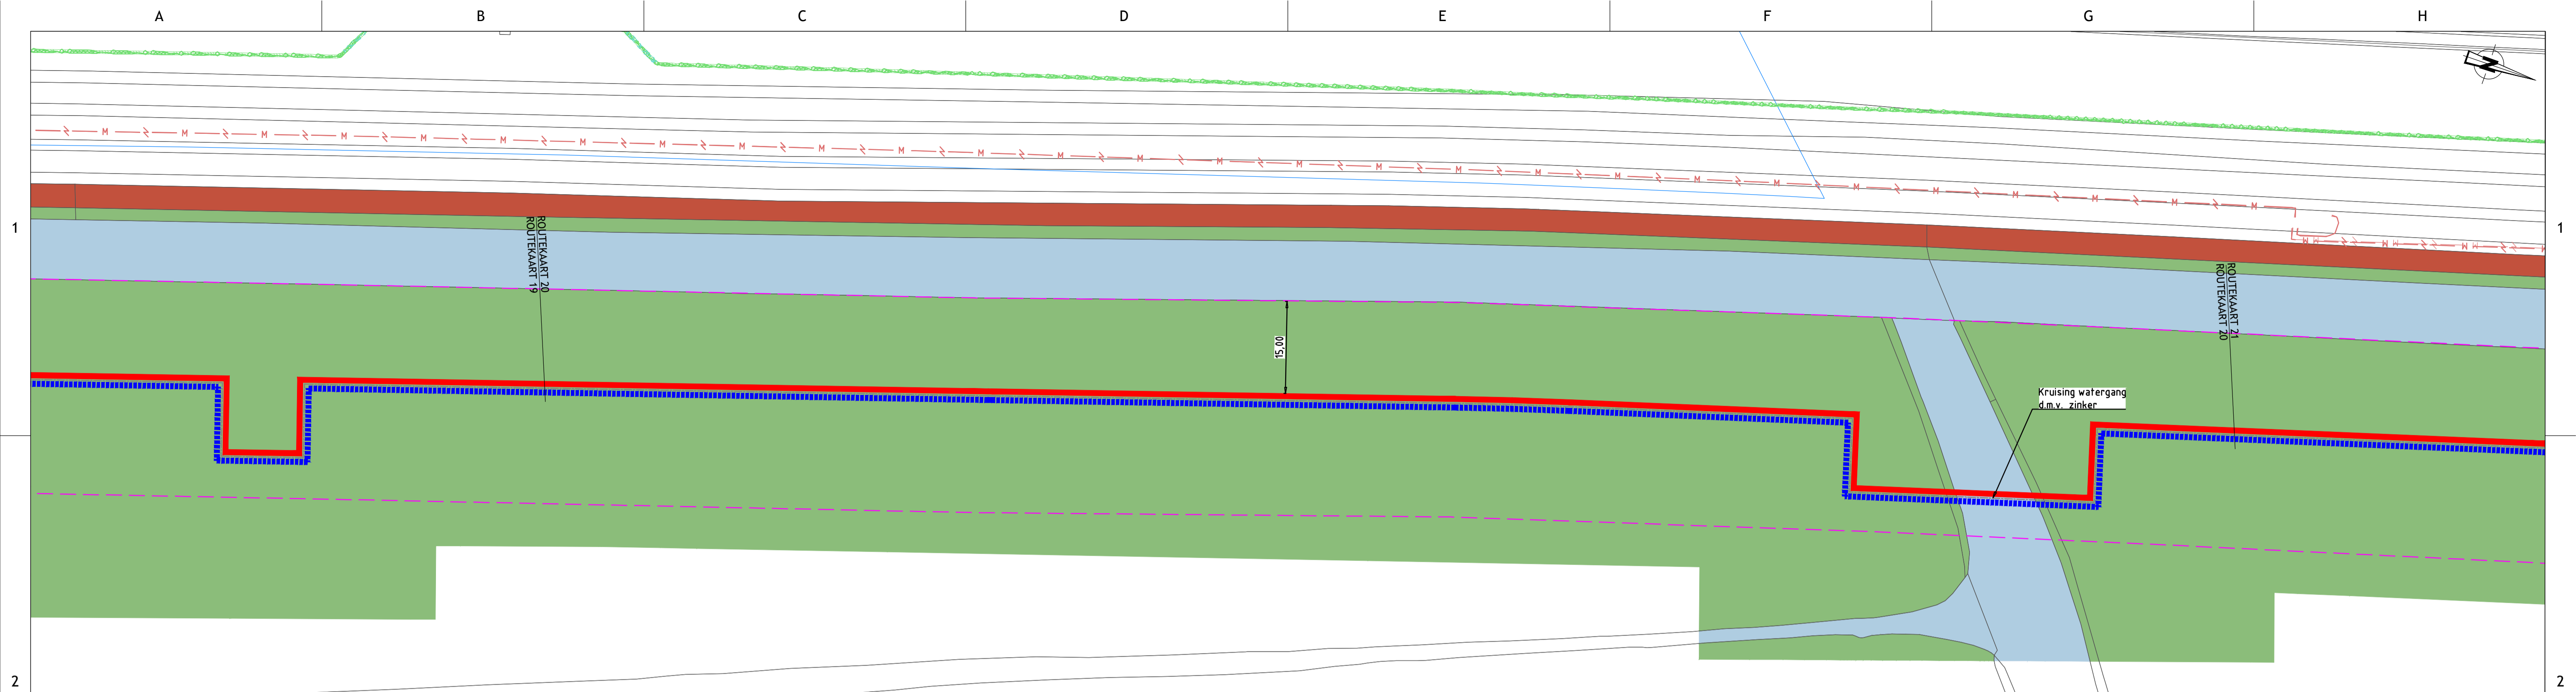 A B C D E F G H
N
M M M M M M M M M M M M M M M M M M M M M M M M M M M M
W W W W W
1 1
ROUTEKAART 20
ROUTEKAART 19
ROUTEKAART 21
ROUTEKAART 20
15,00
Kruising watergang
d.m.v. zinker
2 2